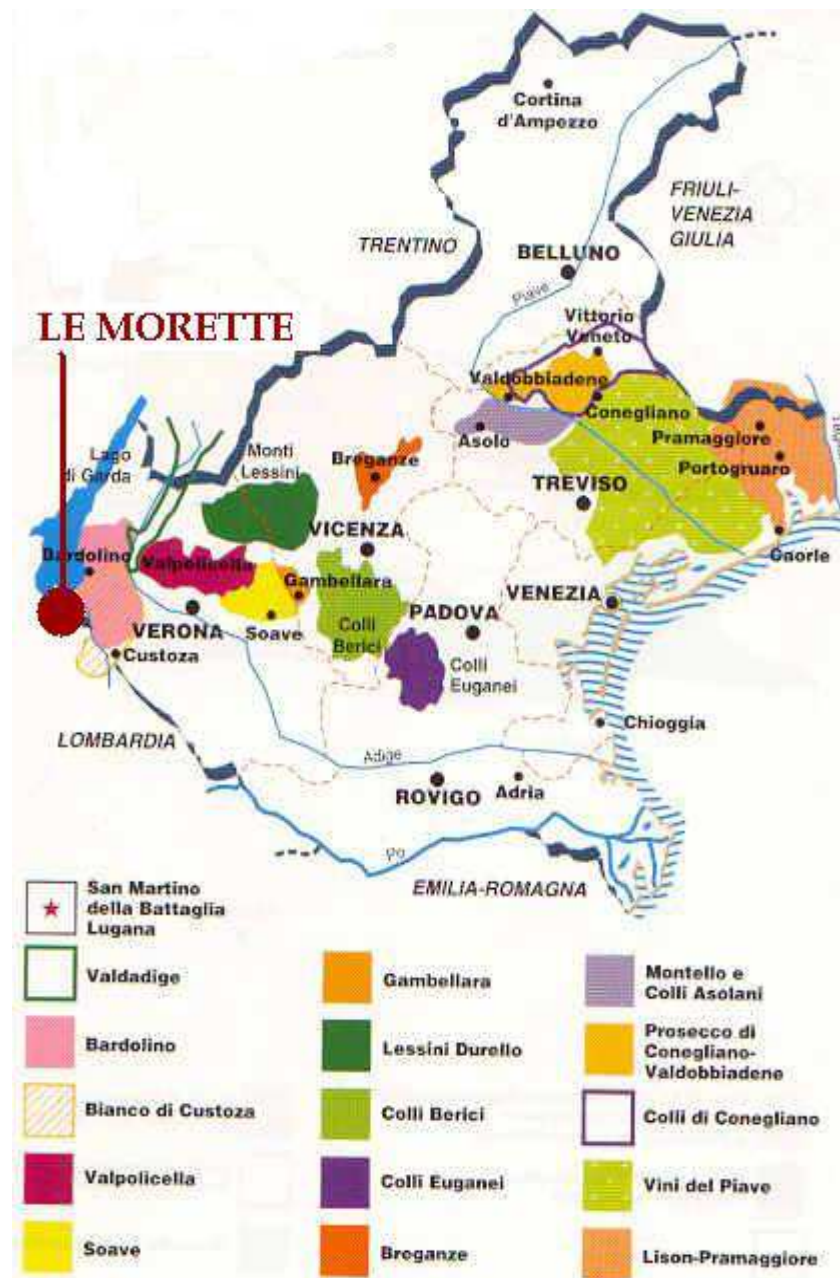 Cortina
d'Ampezzo
FRIULI-
VENEZIA
GIULIA
TRENTINO
BELLUNO
Piave
LE MORETTE
Vittorio
Veneto
Valdobbiadene
Conegliano
Lago
di Garda
Monti
Lessini
Breganze
Asolo
Pramaggiore
Portogruaro
TREVISO
VICENZA
Bardolino
Valpolicella
Gambellara
Caorle
VENEZIA
PADOVA
VERONA
Soave
Colli
Berici
Custoza
Colli
Euganei
Chioggia
LOMBARDIA
Adige
ROVIGO
Adria
Po
EMILIA-ROMAGNA
San Martino
della Battaglia
Lugana
Valdadige
Bardolino
Bianco di Custoza
Valpolicella
Soave
Gambellara
Lessini Durello
Colli Berici
Colli Euganei
Breganze
Montello e
Colli Asolani
Prosecco di
Conegliano-
Valdobbiadene
Colli di Conegliano
Vini del Piave
Lison-Pramaggiore